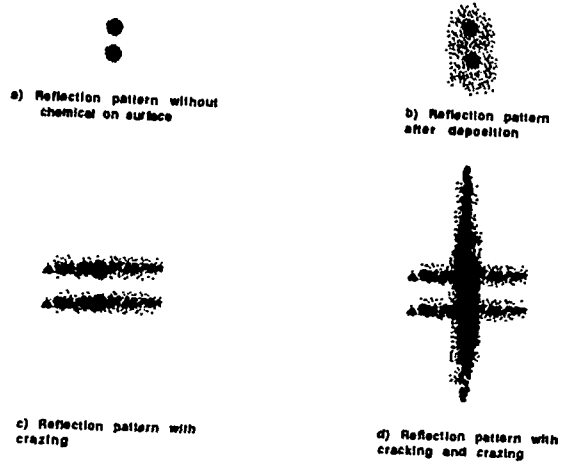 a) Reflection pattern without
chemical on surface
b) Reflection pattern
after deposition
c) Reflection pattern with
crazing
d) Reflection pattern with
cracking and crazing